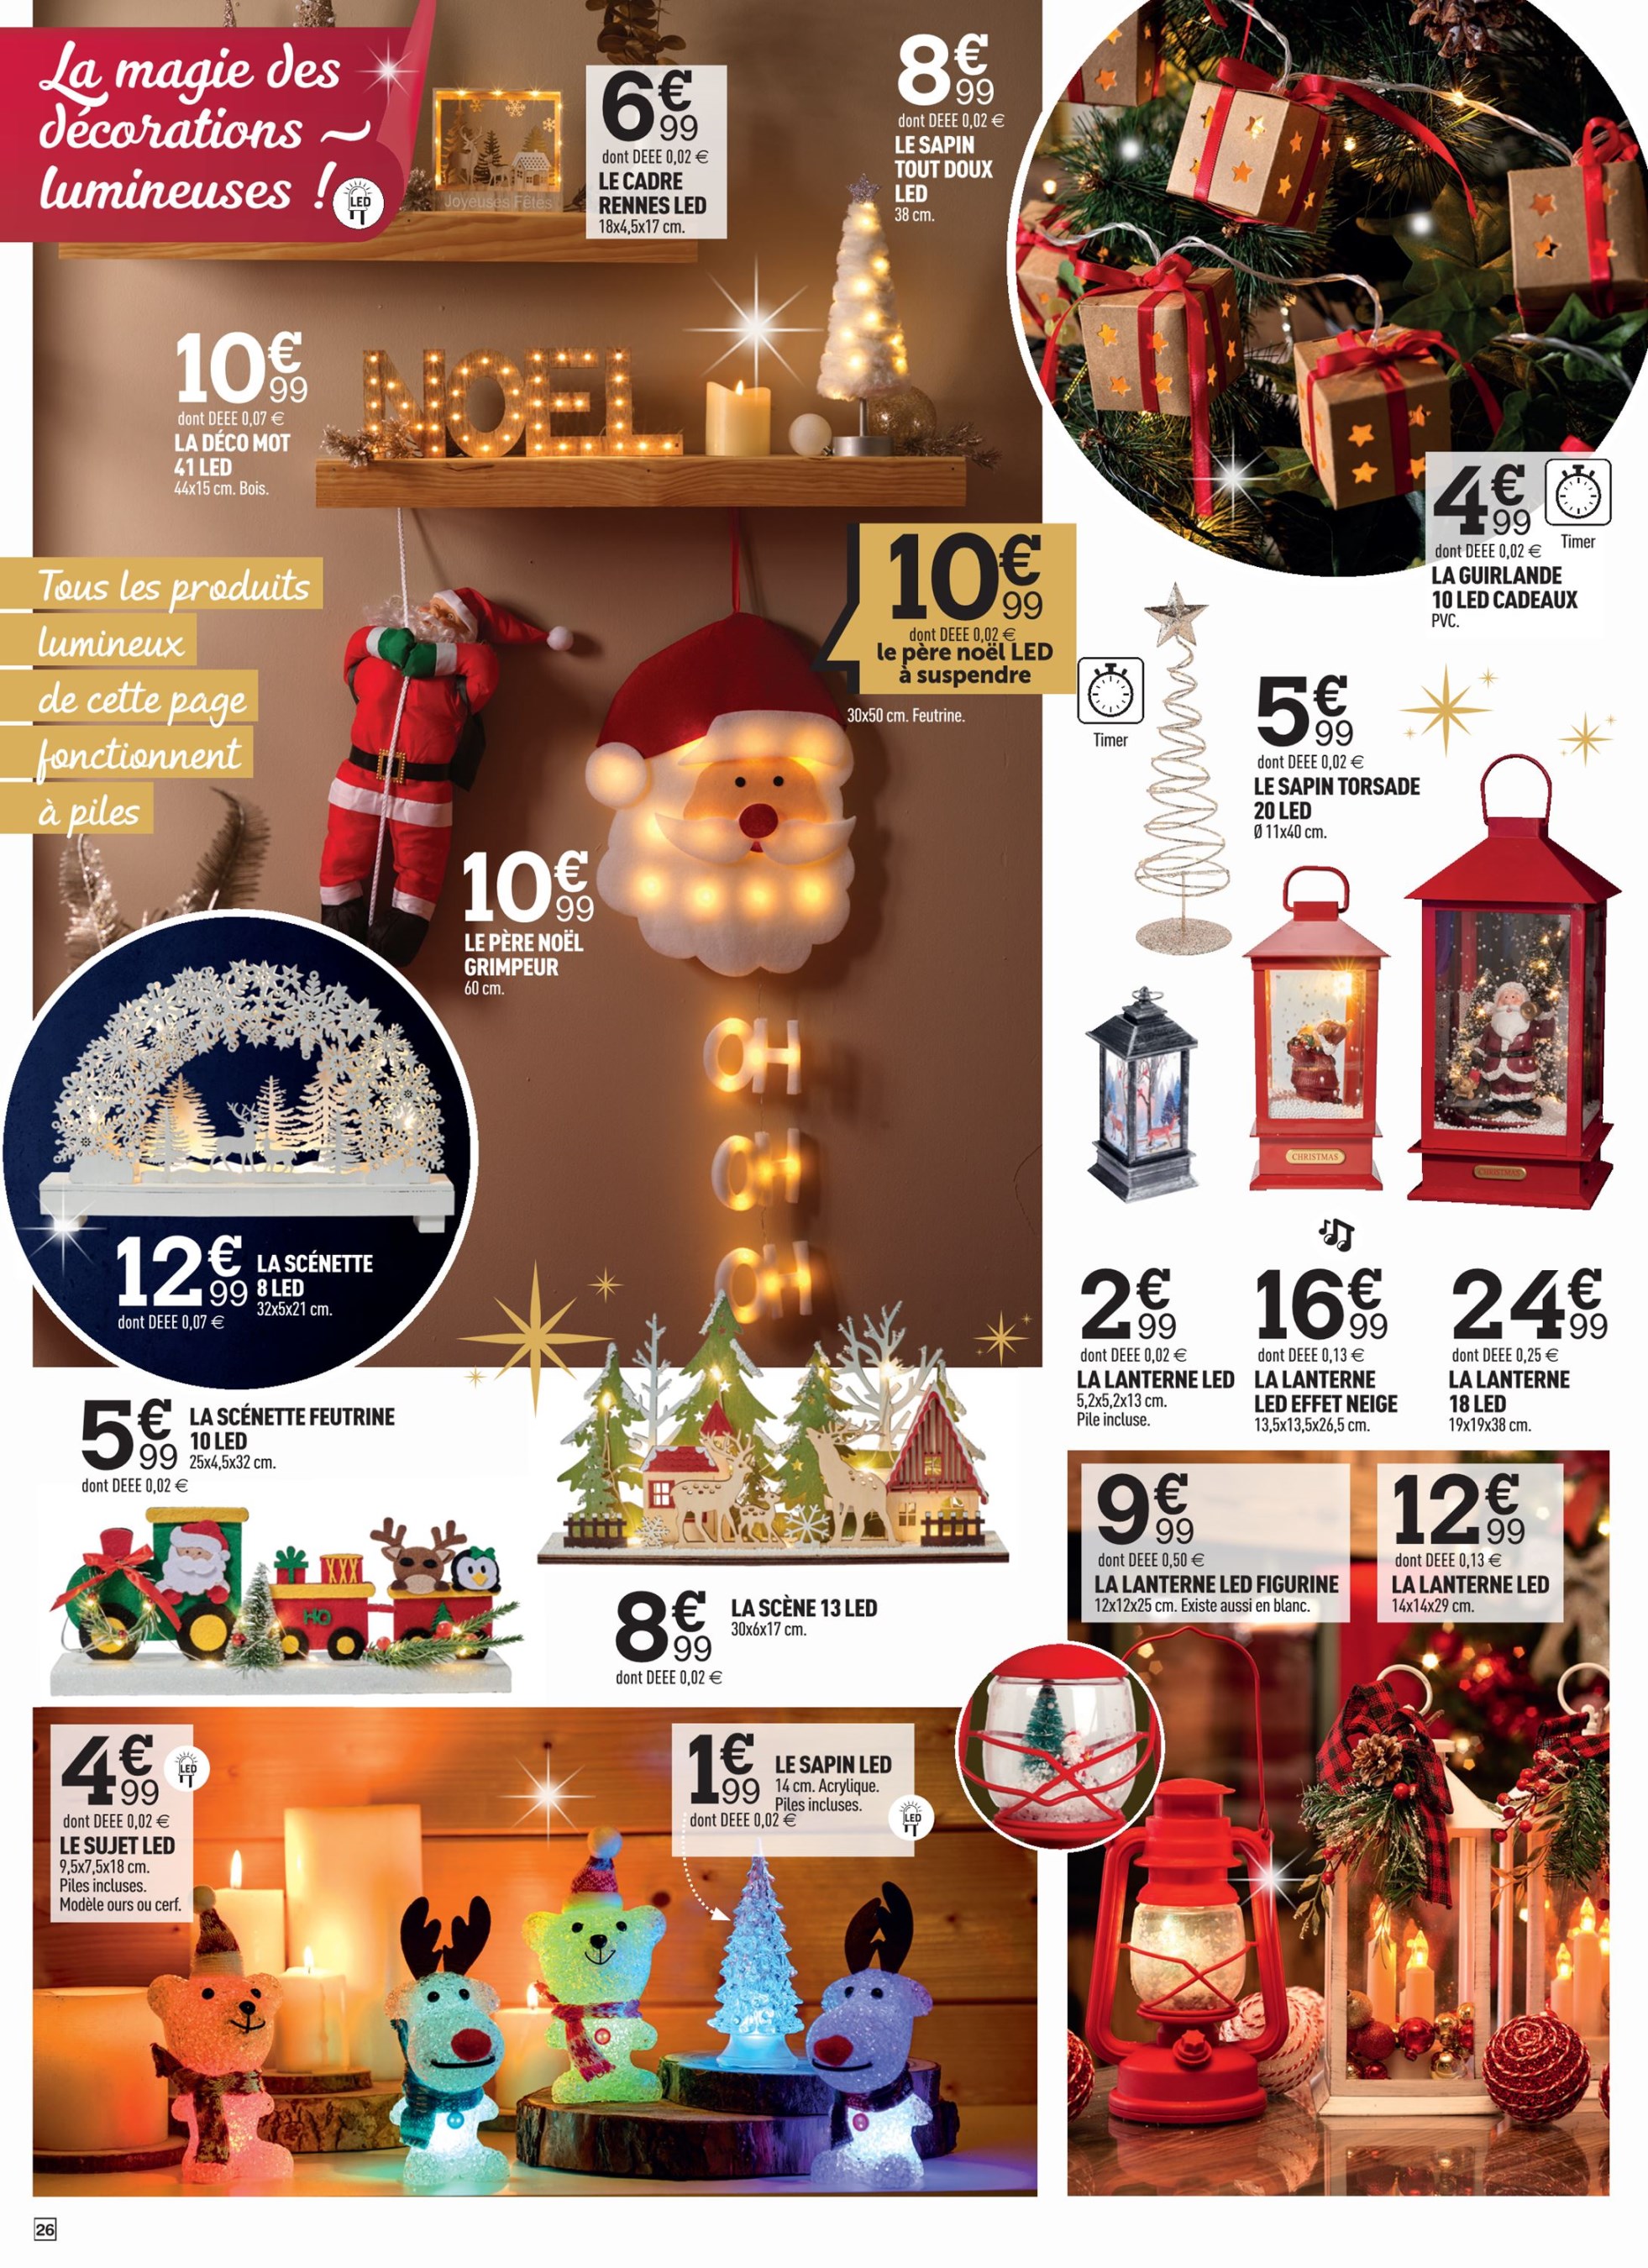 La magie des
décorations ~
lumineuses !
LED
Joyeuses Fêtes
6€99
dont DEEE 0,02 €
LE CADRE
RENNES LED
18x4,5x17 cm.
8€99
dont DEEE 0,02 €
LE SAPIN
TOUT DOUX
LED
38 cm.
10€99
dont DEEE 0,07 €
LA DÉCO MOT
41 LED
44x15 cm. Bois.
NOEL
4€99
Timer
dont DEEE 0,02 €
LA GUIRLANDE
10 LED CADEAUX
PVC.
Tous les produits
lumineux
de cette page
fonctionnent
à piles
10€99
dont DEEE 0,02 €
le père noël LED
à suspendre
30x50 cm. Feutrine.
Timer
5€99
dont DEEE 0,02 €
LE SAPIN TORSADE
20 LED
Ø 11x40 cm.
10€99
LE PÈRE NOËL
GRIMPEUR
60 cm.
OH
OH
OH
CHRISTMAS
CHRISTMAS
12€99
dont DEEE 0,07 €
LA SCÉNETTE
8 LED
32x5x21 cm.
2€99
dont DEEE 0,02 €
LA LANTERNE LED
5,2x5,2x13 cm.
Pile incluse.
16€99
dont DEEE 0,13 €
LA LANTERNE
LED EFFET NEIGE
13,5x13,5x26,5 cm.
24€99
dont DEEE 0,25 €
LA LANTERNE
18 LED
19x19x38 cm.
5€99
dont DEEE 0,02 €
LA SCÉNETTE FEUTRINE
10 LED
25x4,5x32 cm.
HO
8€99
dont DEEE 0,02 €
LA SCÈNE 13 LED
30x6x17 cm.
9€99
dont DEEE 0,50 €
LA LANTERNE LED FIGURINE
12x12x25 cm. Existe aussi en blanc.
12€99
dont DEEE 0,13 €
LA LANTERNE LED
14x14x29 cm.
4€99
LED
dont DEEE 0,02 €
LE SUJET LED
9,5x7,5x18 cm.
Piles incluses.
Modèle ours ou cerf.
1€99
dont DEEE 0,02 €
LE SAPIN LED
14 cm. Acrylique.
Piles incluses.
LED
26